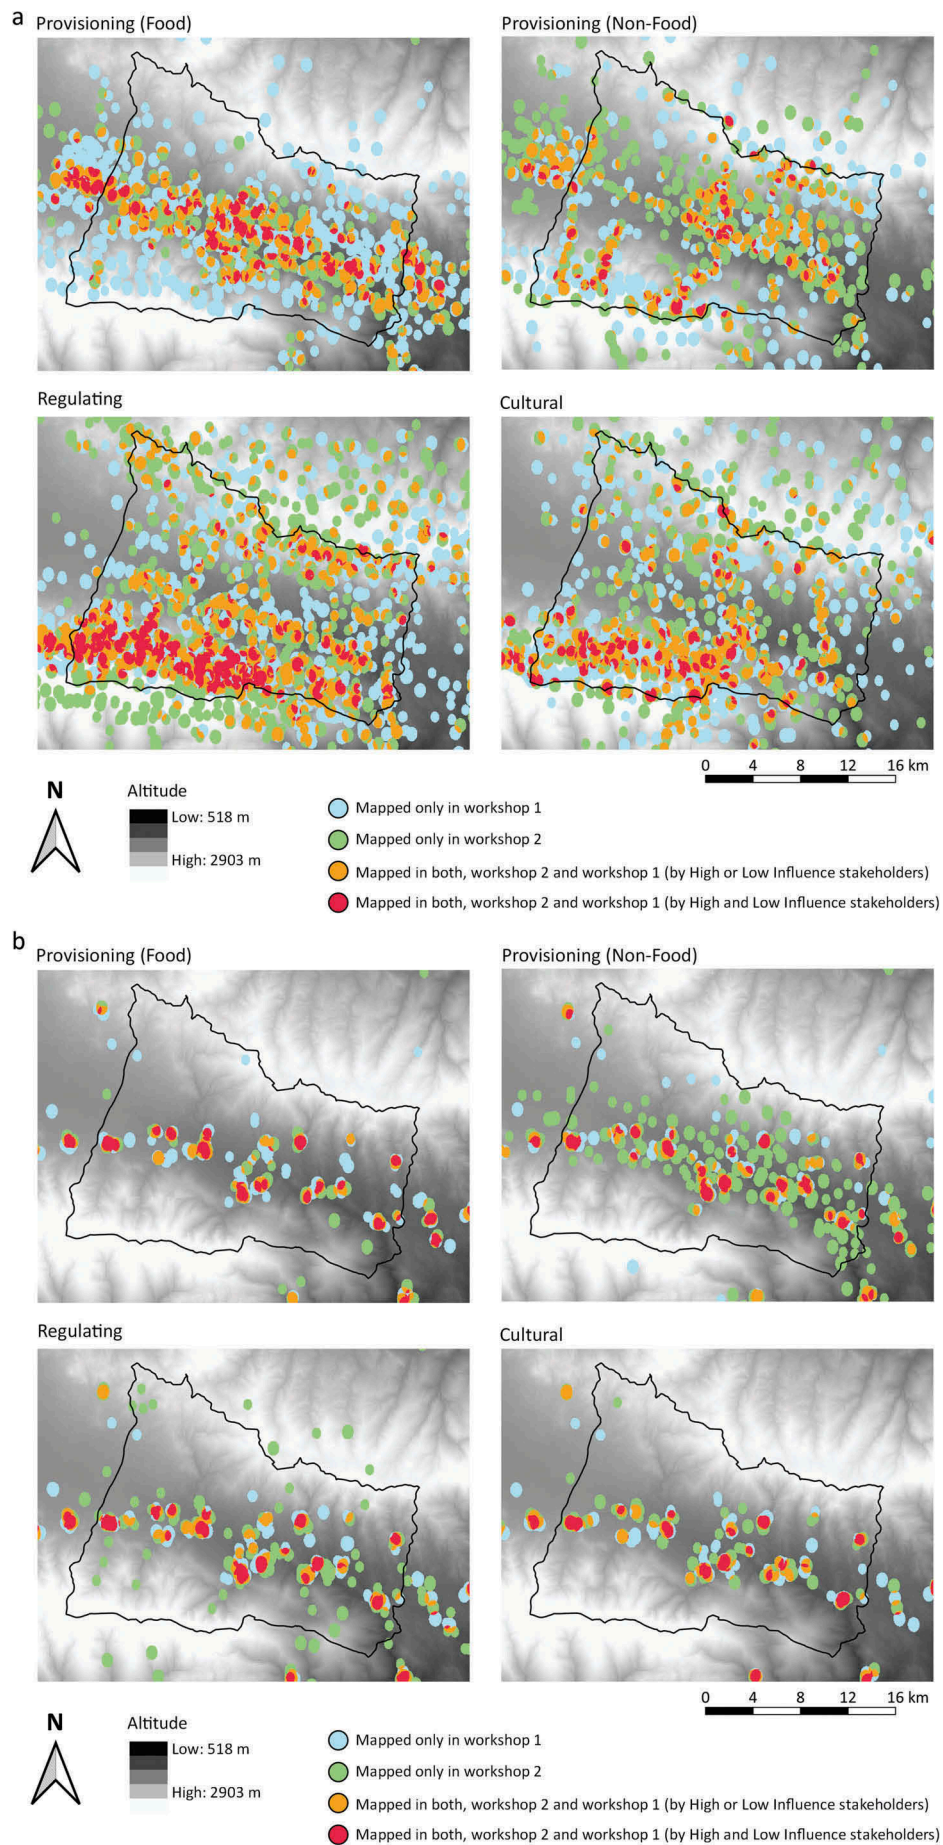 a
Provisioning (Food)
Provisioning (Non-Food)
Regulating
Cultural
0 4 8 12 16 km
N
Altitude
Low: 518 m
High: 2903 m
Mapped only in workshop 1
Mapped only in workshop 2
Mapped in both, workshop 2 and workshop 1 (by High or Low Influence stakeholders)
Mapped in both, workshop 2 and workshop 1 (by High and Low Influence stakeholders)
b
Provisioning (Food)
Provisioning (Non-Food)
Regulating
Cultural
0 4 8 12 16 km
N
Altitude
Low: 518 m
High: 2903 m
Mapped only in workshop 1
Mapped only in workshop 2
Mapped in both, workshop 2 and workshop 1 (by High or Low Influence stakeholders)
Mapped in both, workshop 2 and workshop 1 (by High and Low Influence stakeholders)